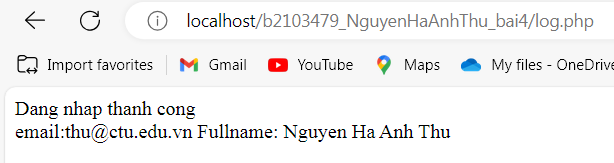 localhost/b2103479_NguyenHaAnhThu_bai4/log.php
Import favorites Gmail YouTube Maps My files - OneDrive
Dang nhap thanh cong
email:thu@ctu.edu.vn Fullname: Nguyen Ha Anh Thu